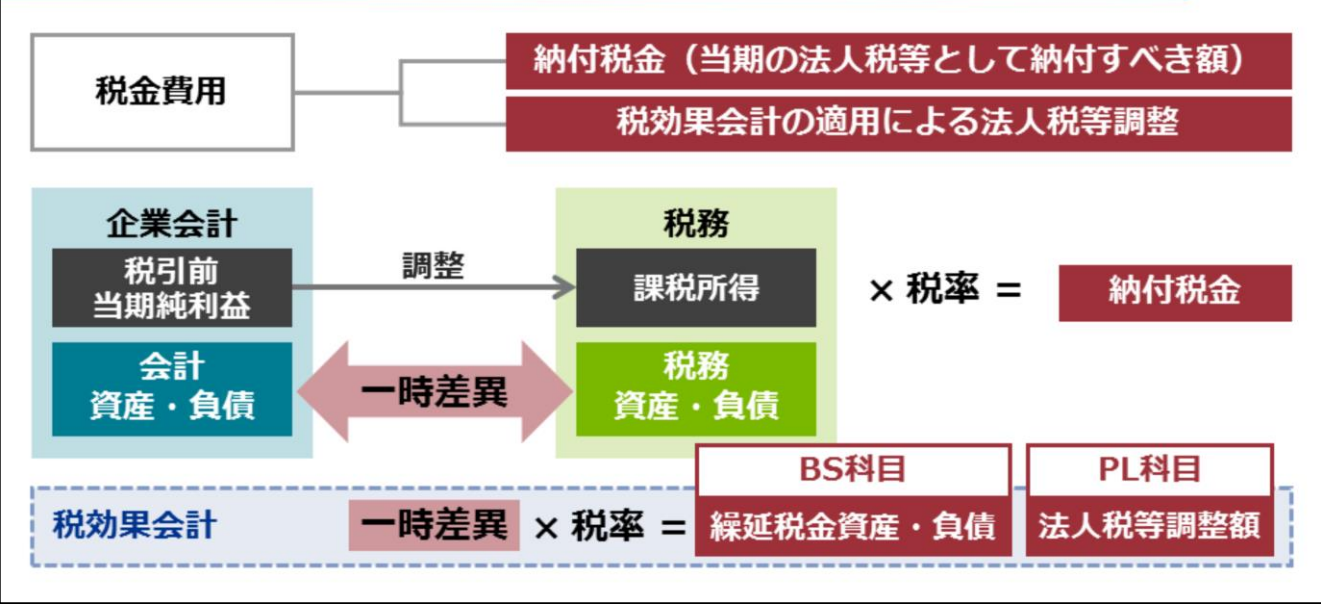 税金費用
納付税金（当期の法人税等として納付すべき額）
税効果会計の適用による法人税等調整
企業会計
税引前
当期純利益
調整
税務
課税所得
× 税率 =
納付税金
会計
資産・負債
一時差異
税務
資産・負債
BS科目
PL科目
税効果会計
一時差異
× 税率 =
繰延税金資産・負債
法人税等調整額